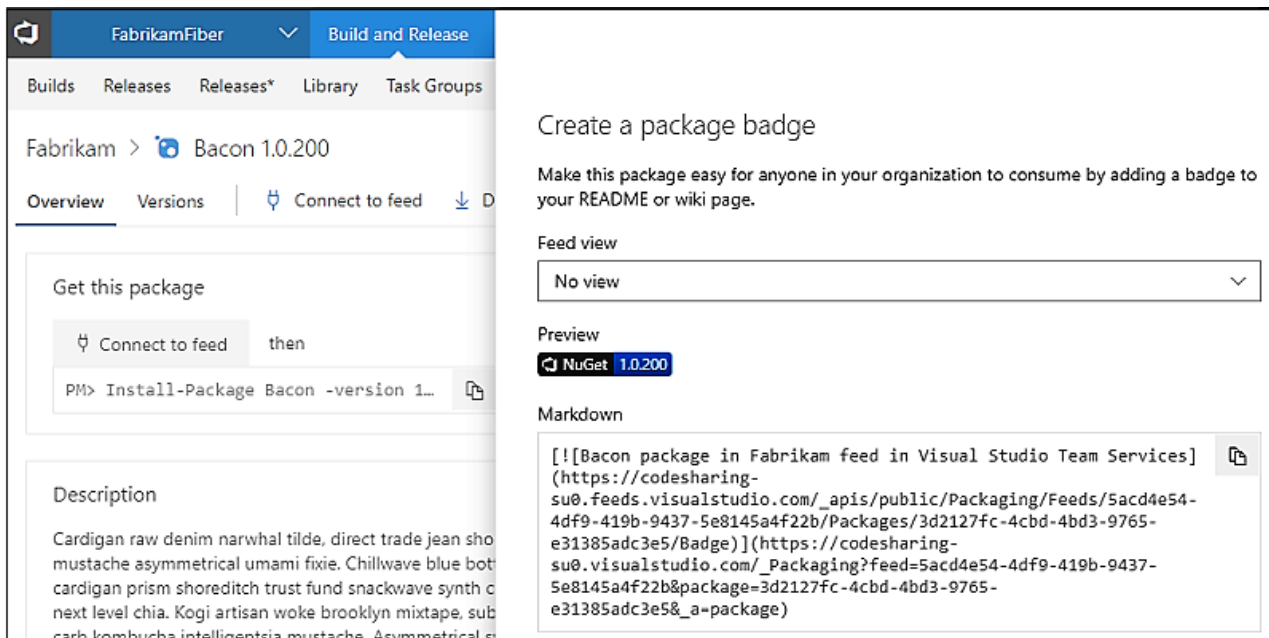 FabrikamFiber
Build and Release
Builds Releases Releases* Library Task Groups
Fabrikam > Bacon 1.0.200
Overview Versions Connect to feed D
Get this package
Connect to feed then
PM> Install-Package Bacon -version 1…
Description
Cardigan raw denim narwhal tilde, direct trade jean sho
mustache asymmetrical umami fixie. Chillwave blue bot
cardigan prism shoreditch trust fund snackwave synth c
next level chia. Kogi artisan woke brooklyn mixtape, sub
carb kombucha intelligentsia mustache. Asymmetrical
Create a package badge
Make this package easy for anyone in your organization to consume by adding a badge to
your README or wiki page.
Feed view
No view
Preview
NuGet 1.0.200
Markdown
[![Bacon package in Fabrikam feed in Visual Studio Team Services]
(https://codesharing-
su0.feeds.visualstudio.com/_apis/public/Packaging/Feeds/5acd4e54-
4df9-419b-9437-5e8145a4f22b/Packages/3d2127fc-4cbd-4bd3-9765-
e31385adc3e5/Badge)](https://codesharing-
su0.visualstudio.com/_Packaging?feed=5acd4e54-4df9-419b-9437-
5e8145a4f22b&package=3d2127fc-4cbd-4bd3-9765-
e31385adc3e5&_a=package)